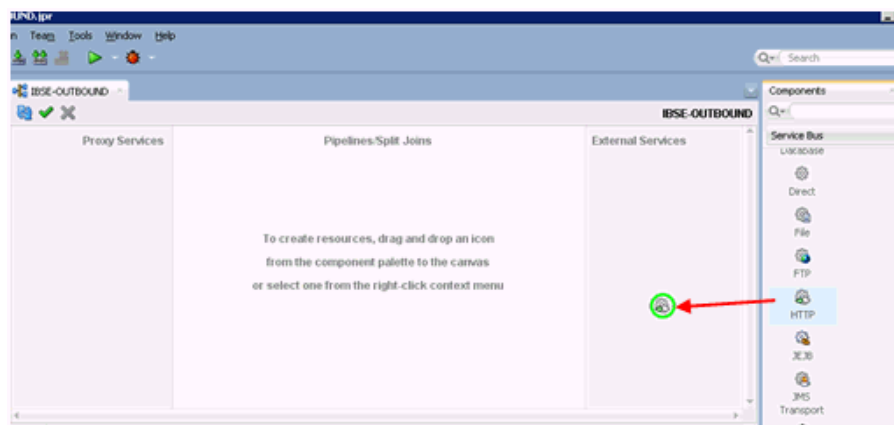 OUND.jpr
n Team Tools Window Help
Search
IBSE-OUTBOUND
Components
IBSE-OUTBOUND
Service Bus
Proxy Services
Pipelines/Split Joins
External Services
Database
Direct
File
FTP
HTTP
JEJB
JMS
Transport
To create resources, drag and drop an icon
from the component palette to the canvas
or select one from the right-click context menu